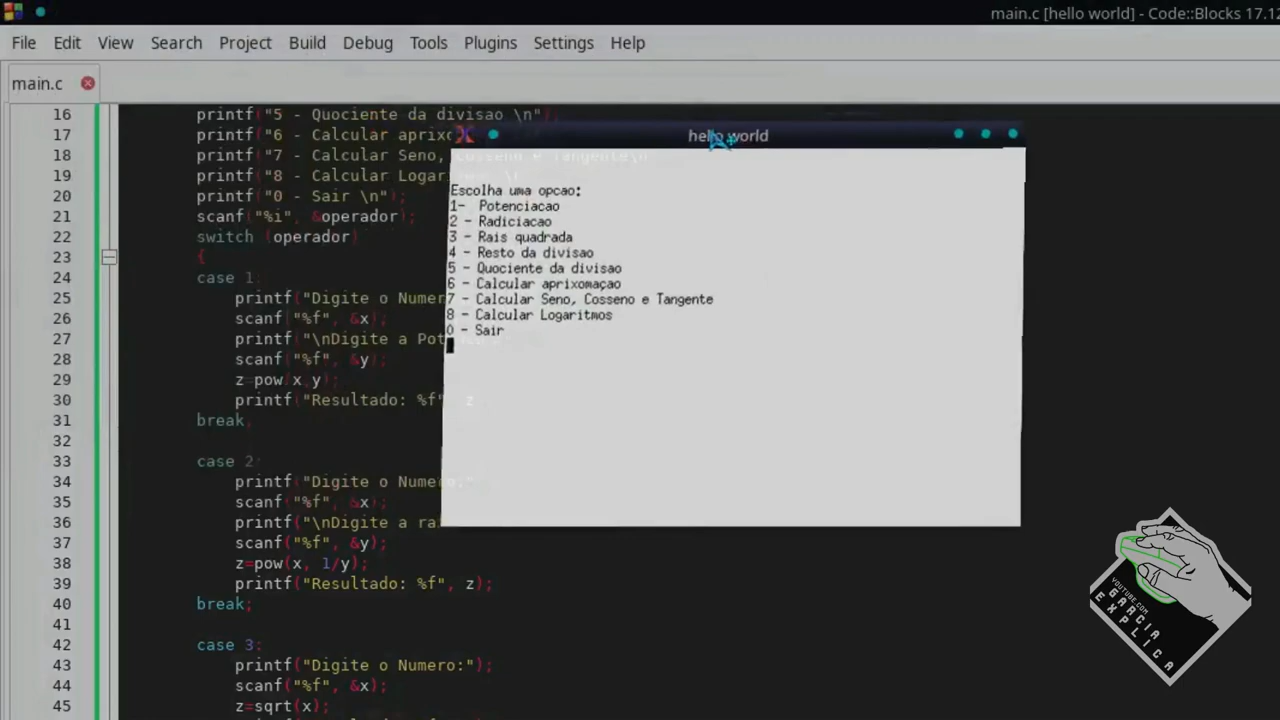 main.c [hello world] - Code::Blocks 17.12
File Edit View Search Project Build Debug Tools Plugins Settings Help
main.c
16 printf("5 - Quociente da divisao \n");
17 printf("6 - Calcular aprixo
18 printf("7 - Calcular Seno, Cosseno e Tangente\n
19 printf("8 - Calcular Logari
20 printf("0 - Sair \n");
21 scanf("%i", &operador);
22 switch (operador)
23 {
24 case 1:
25 printf("Digite o Numer
26 scanf("%f", &x);
27 printf("\nDigite a Pot
28 scanf("%f", &y);
29 z=pow(x,y);
30 printf("Resultado: %f", z
31 break;
32
33 case 2:
34 printf("Digite o Numero:"
35 scanf("%f", &x);
36 printf("\nDigite a rai
37 scanf("%f", &y);
38 z=pow(x, 1/y);
39 printf("Resultado: %f", z);
40 break;
41
42 case 3:
43 printf("Digite o Numero:");
44 scanf("%f", &x);
45 z=sqrt(x);
hello world
Escolha uma opcao:
1- Potenciacao
2 - Radiciacao
3 - Rais quadrada
4 - Resto da divisao
5 - Quociente da divisao
6 - Calcular aprixomaçao
7 - Calcular Seno, Cosseno e Tangente
8 - Calcular Logaritmos
0 - Sair
YOUTUBE.COM
GARCIA
EXPLICA